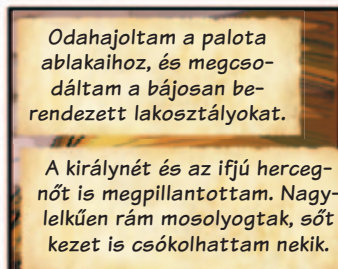 Odahajoltam a palota
ablakaihoz, és megcso-
dáltam a bájosan be-
rendezett lakosztályokat.
A királynét és az ifjú herceg-
nőt is megpillantottam. Nagy-
lelkűen rám mosolyogtak, sőt
kezet is csókolhattam nekik.